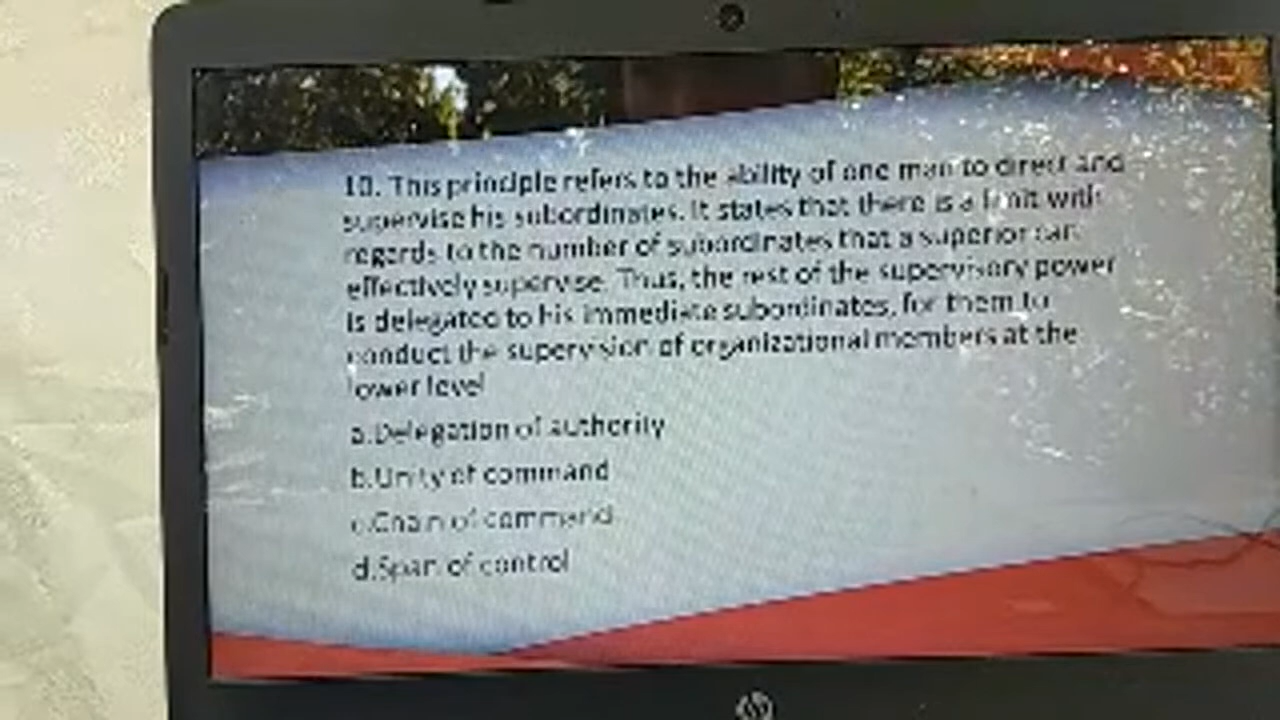 10. This principle refers to the ability of one man to direct and
supervise his subordinates. It states that there is a limit with
regards to the number of subordinates that a superior can
effectively supervise. Thus, the rest of the supervisory power
is delegated to his immediate subordinates, for them to
conduct the supervision of organizational members at the
lower level
a.Delegation of authority
b.Unity of command
c.Chain of command
d.Span of control
hp